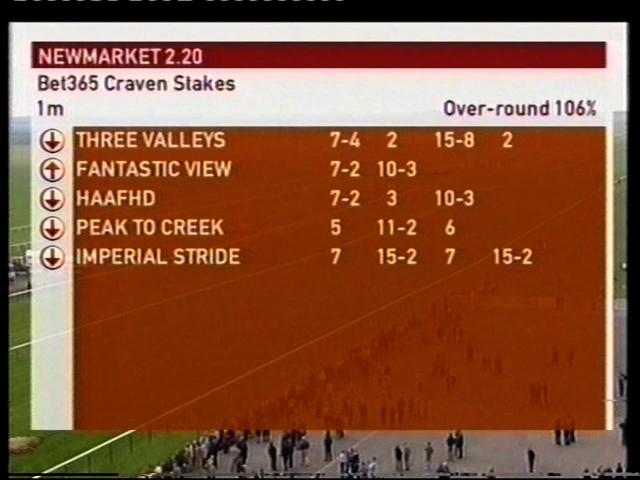 NEWMARKET 2.20
Bet365 Craven Stakes
1m Over-round 106%
THREE VALLEYS 7-4 2 15-8 2
FANTASTIC VIEW 7-2 10-3
HAAFHD 7-2 3 10-3
PEAK TO CREEK 5 11-2 6
IMPERIAL STRIDE 7 15-2 7 15-2